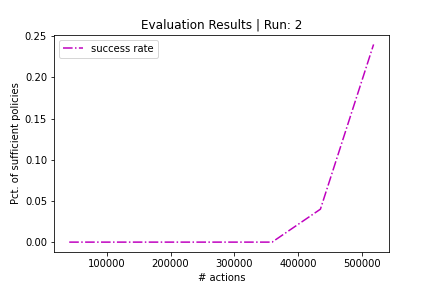 Evaluation Results | Run: 2
success rate
Pct. of sufficient policies
0.25
0.20
0.15
0.10
0.05
0.00
100000 200000 300000 400000 500000
# actions